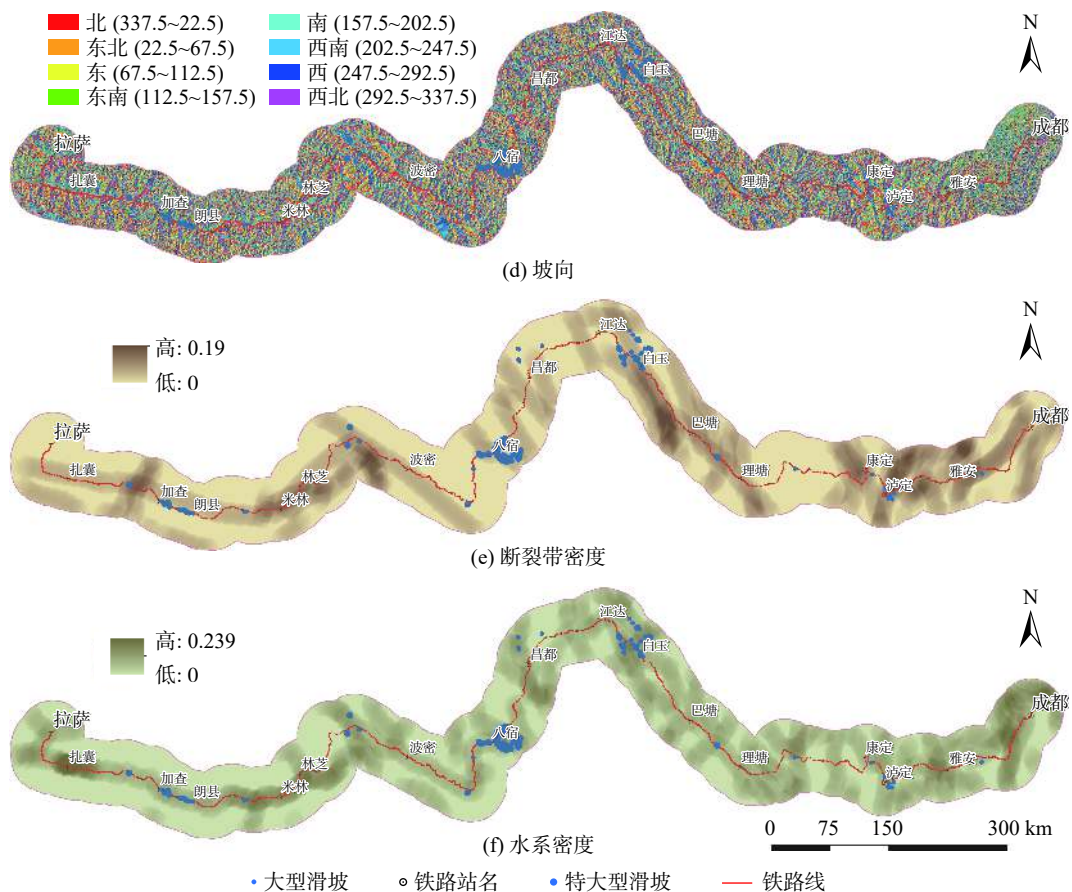 北 (337.5~22.5)
南 (157.5~202.5)
东北 (22.5~67.5)
西南 (202.5~247.5)
东 (67.5~112.5)
西 (247.5~292.5)
东南 (112.5~157.5)
西北 (292.5~337.5)
N
江达
白玉
昌都
成都
拉萨
巴塘
八宿
波密
康定
扎囊
林芝
理塘
雅安
加查
朗县
米林
泸定
(d) 坡向
N
高: 0.19
低: 0
江达
白玉
昌都
成都
拉萨
巴塘
八宿
波密
康定
扎囊
林芝
理塘
雅安
加查
朗县
米林
泸定
(e) 断裂带密度
N
高: 0.239
低: 0
江达
白玉
昌都
成都
拉萨
巴塘
八宿
波密
康定
扎囊
林芝
理塘
雅安
加查
朗县
米林
泸定
0 75 150 300 km
(f) 水系密度
大型滑坡 铁路站名 特大型滑坡 铁路线